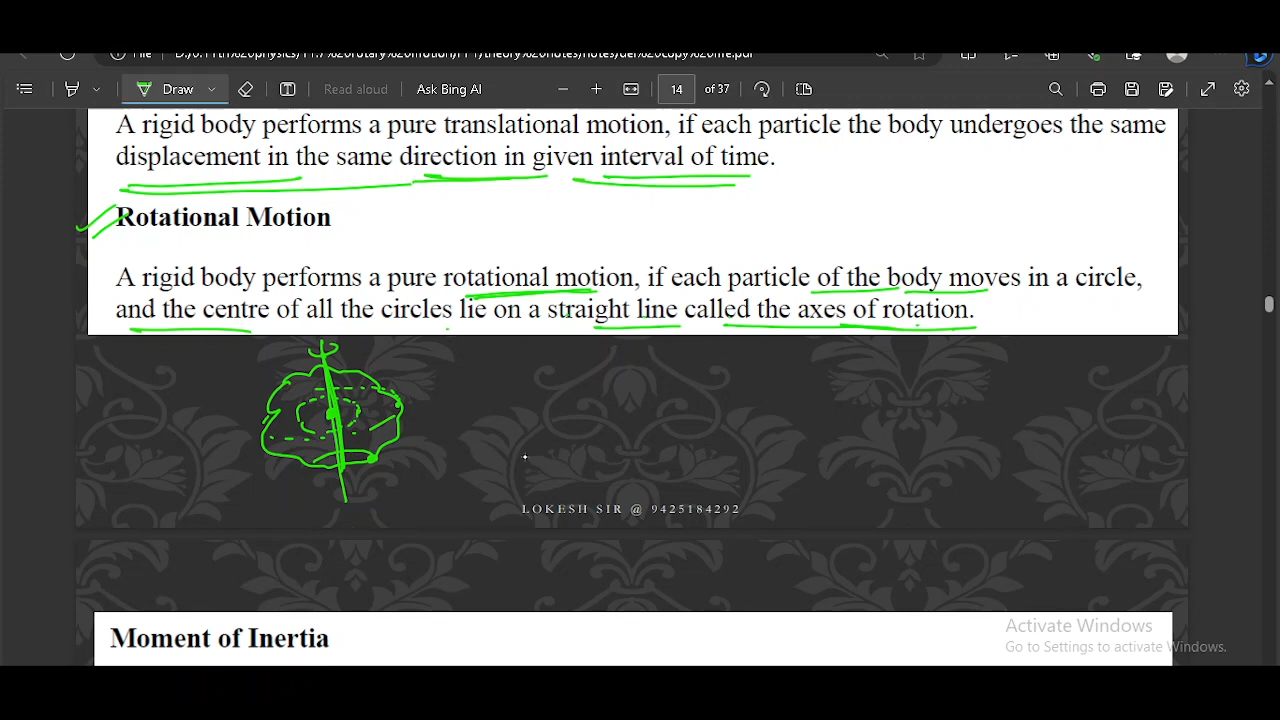 Draw
Read aloud
Ask Bing AI
14 of 37
A rigid body performs a pure translational motion, if each particle the body undergoes the same
displacement in the same direction in given interval of time.
Rotational Motion
A rigid body performs a pure rotational motion, if each particle of the body moves in a circle,
and the centre of all the circles lie on a straight line called the axes of rotation.
LOKESH SIR @ 9425184292
Moment of Inertia
Activate Windows
Go to Settings to activate Windows.